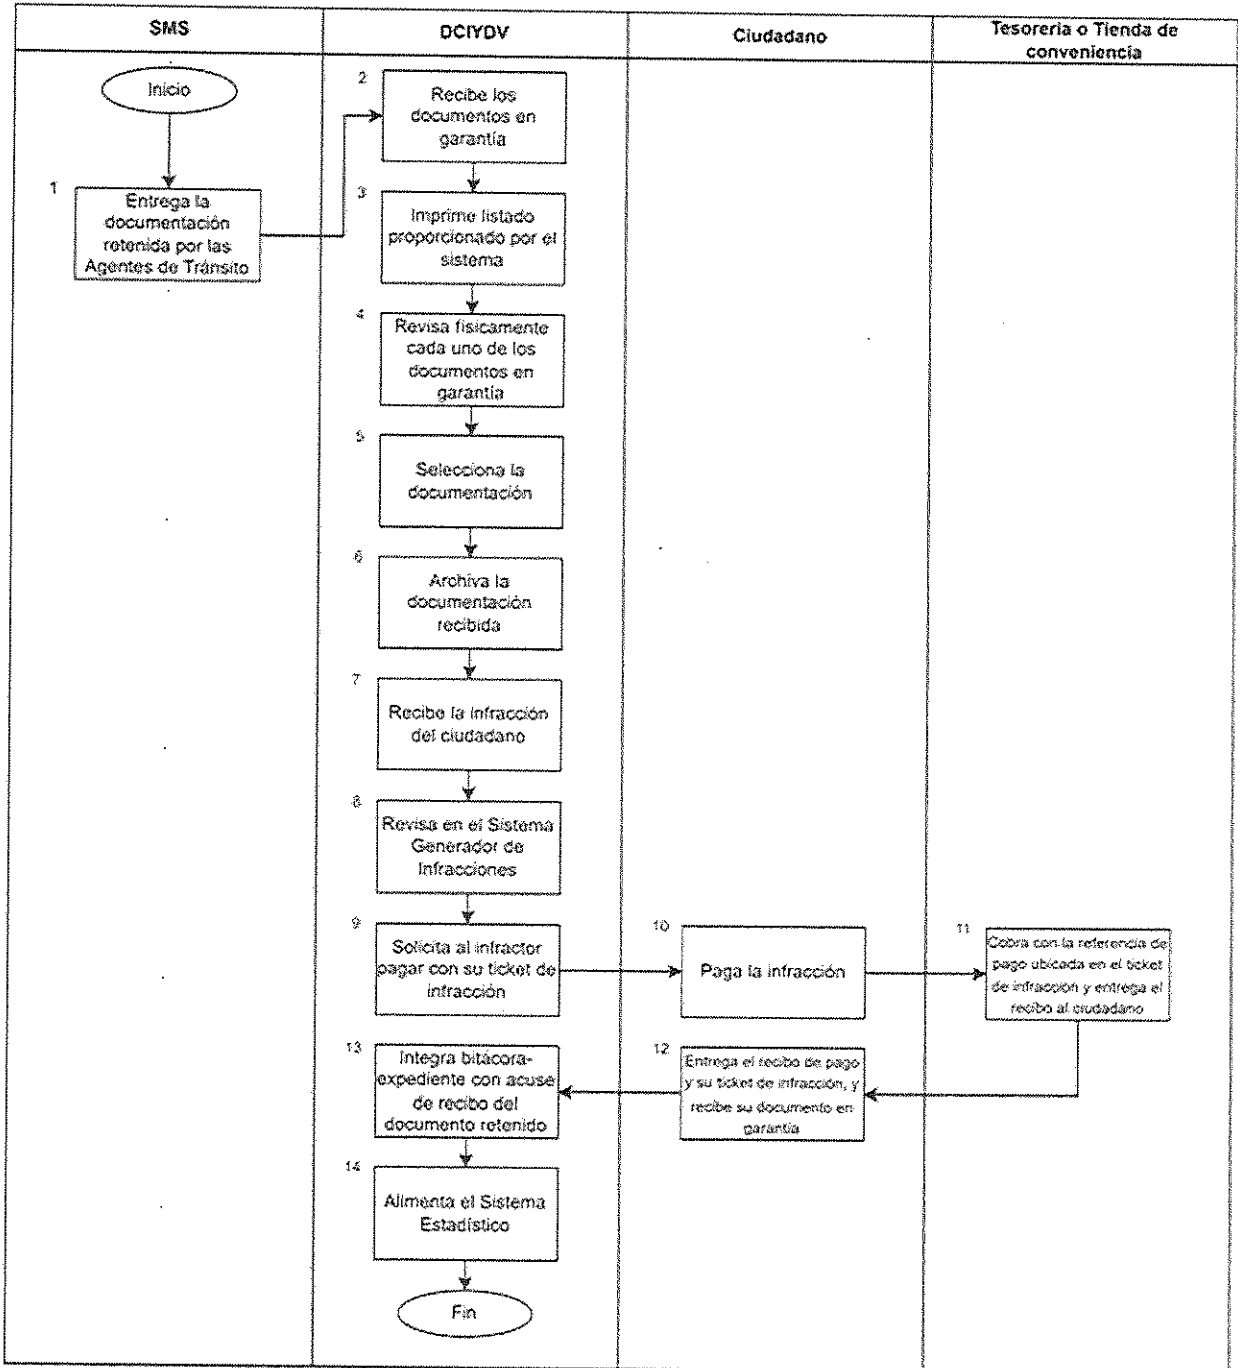 SMS
DCIYDV
Ciudadano
Tesorería o Tienda de
conveniencia
Inicio
1
Entrega la
documentación
retenida por las
Agentes de Tránsito
2
Recibe los
documentos en
garantía
3
Imprime listado
proporcionado por el
sistema
4
Revisa físicamente
cada uno de los
documentos en
garantía
5
Selecciona la
documentación
6
Archiva la
documentación
recibida
7
Recibe la infracción
del ciudadano
8
Revisa en el Sistema
Generador de
Infracciones
9
Solicita al infractor
pagar con su ticket de
infracción
10
Paga la infracción
11
Cobra con la referencia de
pago ubicada en el ticket
de infracción y entrega el
recibo al ciudadano
12
Entrega el recibo de pago
y su ticket de infracción, y
recibe su documento en
garantía
13
Integra bitácora-
expediente con acuse
de recibo del
documento retenido
14
Alimenta el Sistema
Estadístico
Fin